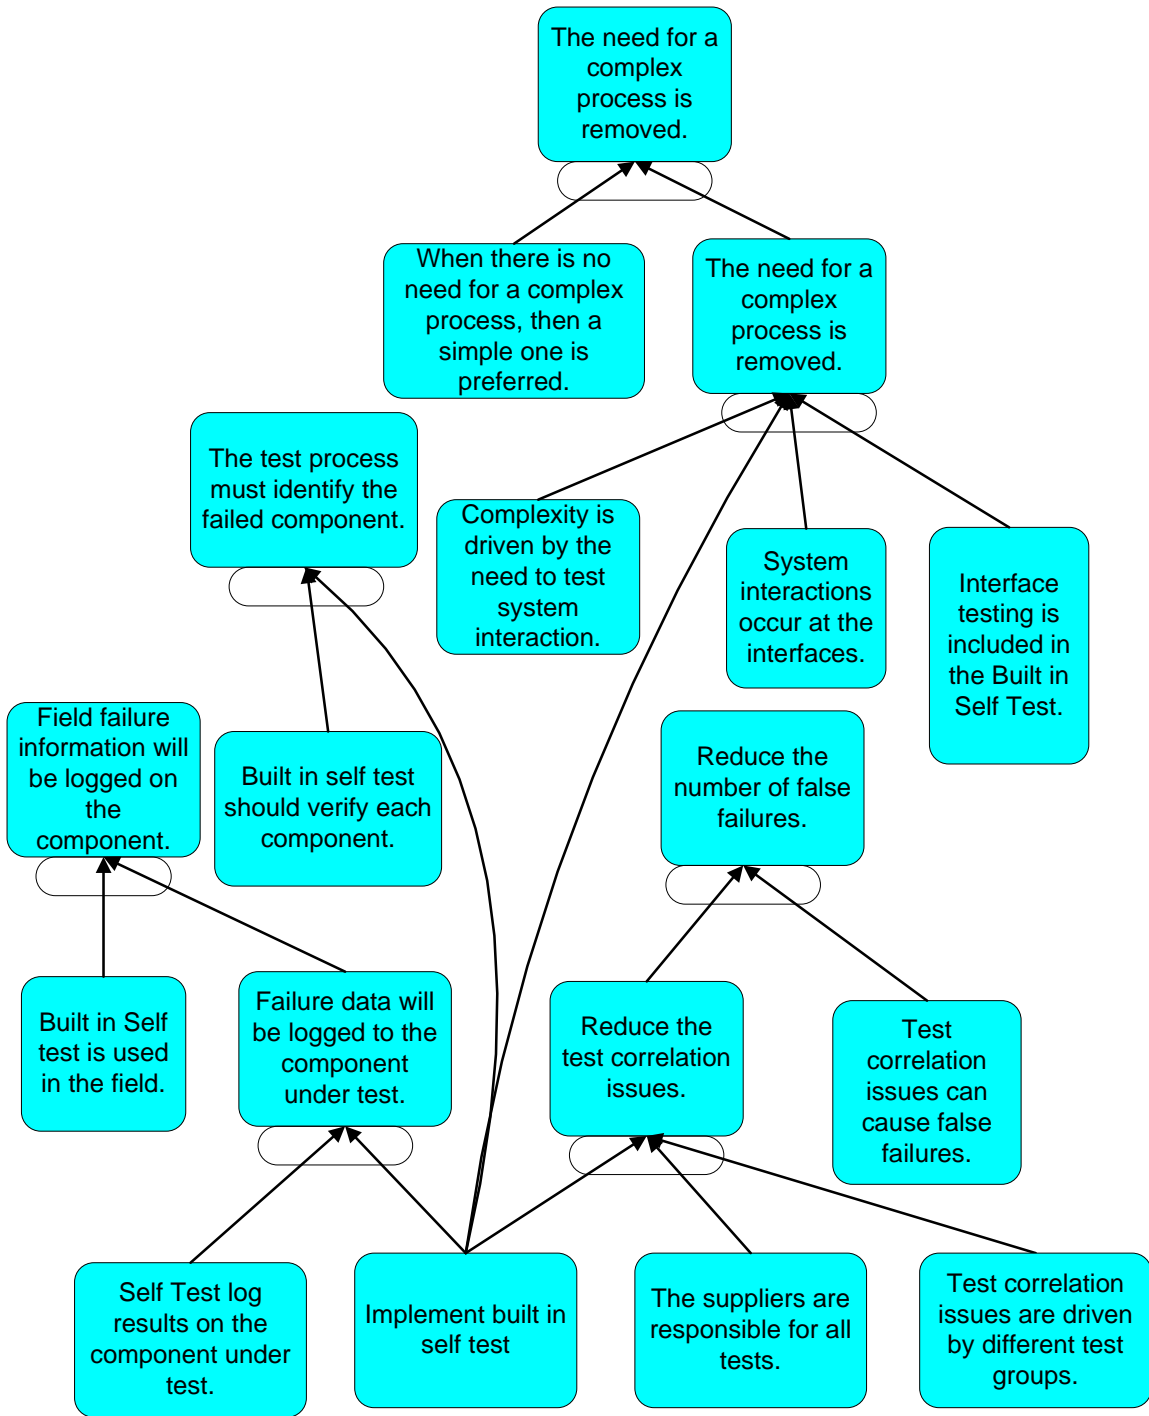 The need for a
complex
process is
removed.
When there is no
need for a complex
process, then a
simple one is
preferred.
The need for a
complex
process is
removed.
The test process
must identify the
failed component.
Complexity is
driven by the
need to test
system
interaction.
System
interactions
occur at the
interfaces.
Interface
testing is
included in
the Built in
Self Test.
Field failure
information will
be logged on
the
component.
Built in self test
should verify each
component.
Reduce the
number of false
failures.
Built in Self
test is used
in the field.
Failure data will
be logged to the
component
under test.
Reduce the
test correlation
issues.
Test
correlation
issues can
cause false
failures.
Self Test log
results on the
component under
test.
Implement built in
self test
The suppliers are
responsible for all
tests.
Test correlation
issues are driven
by different test
groups.